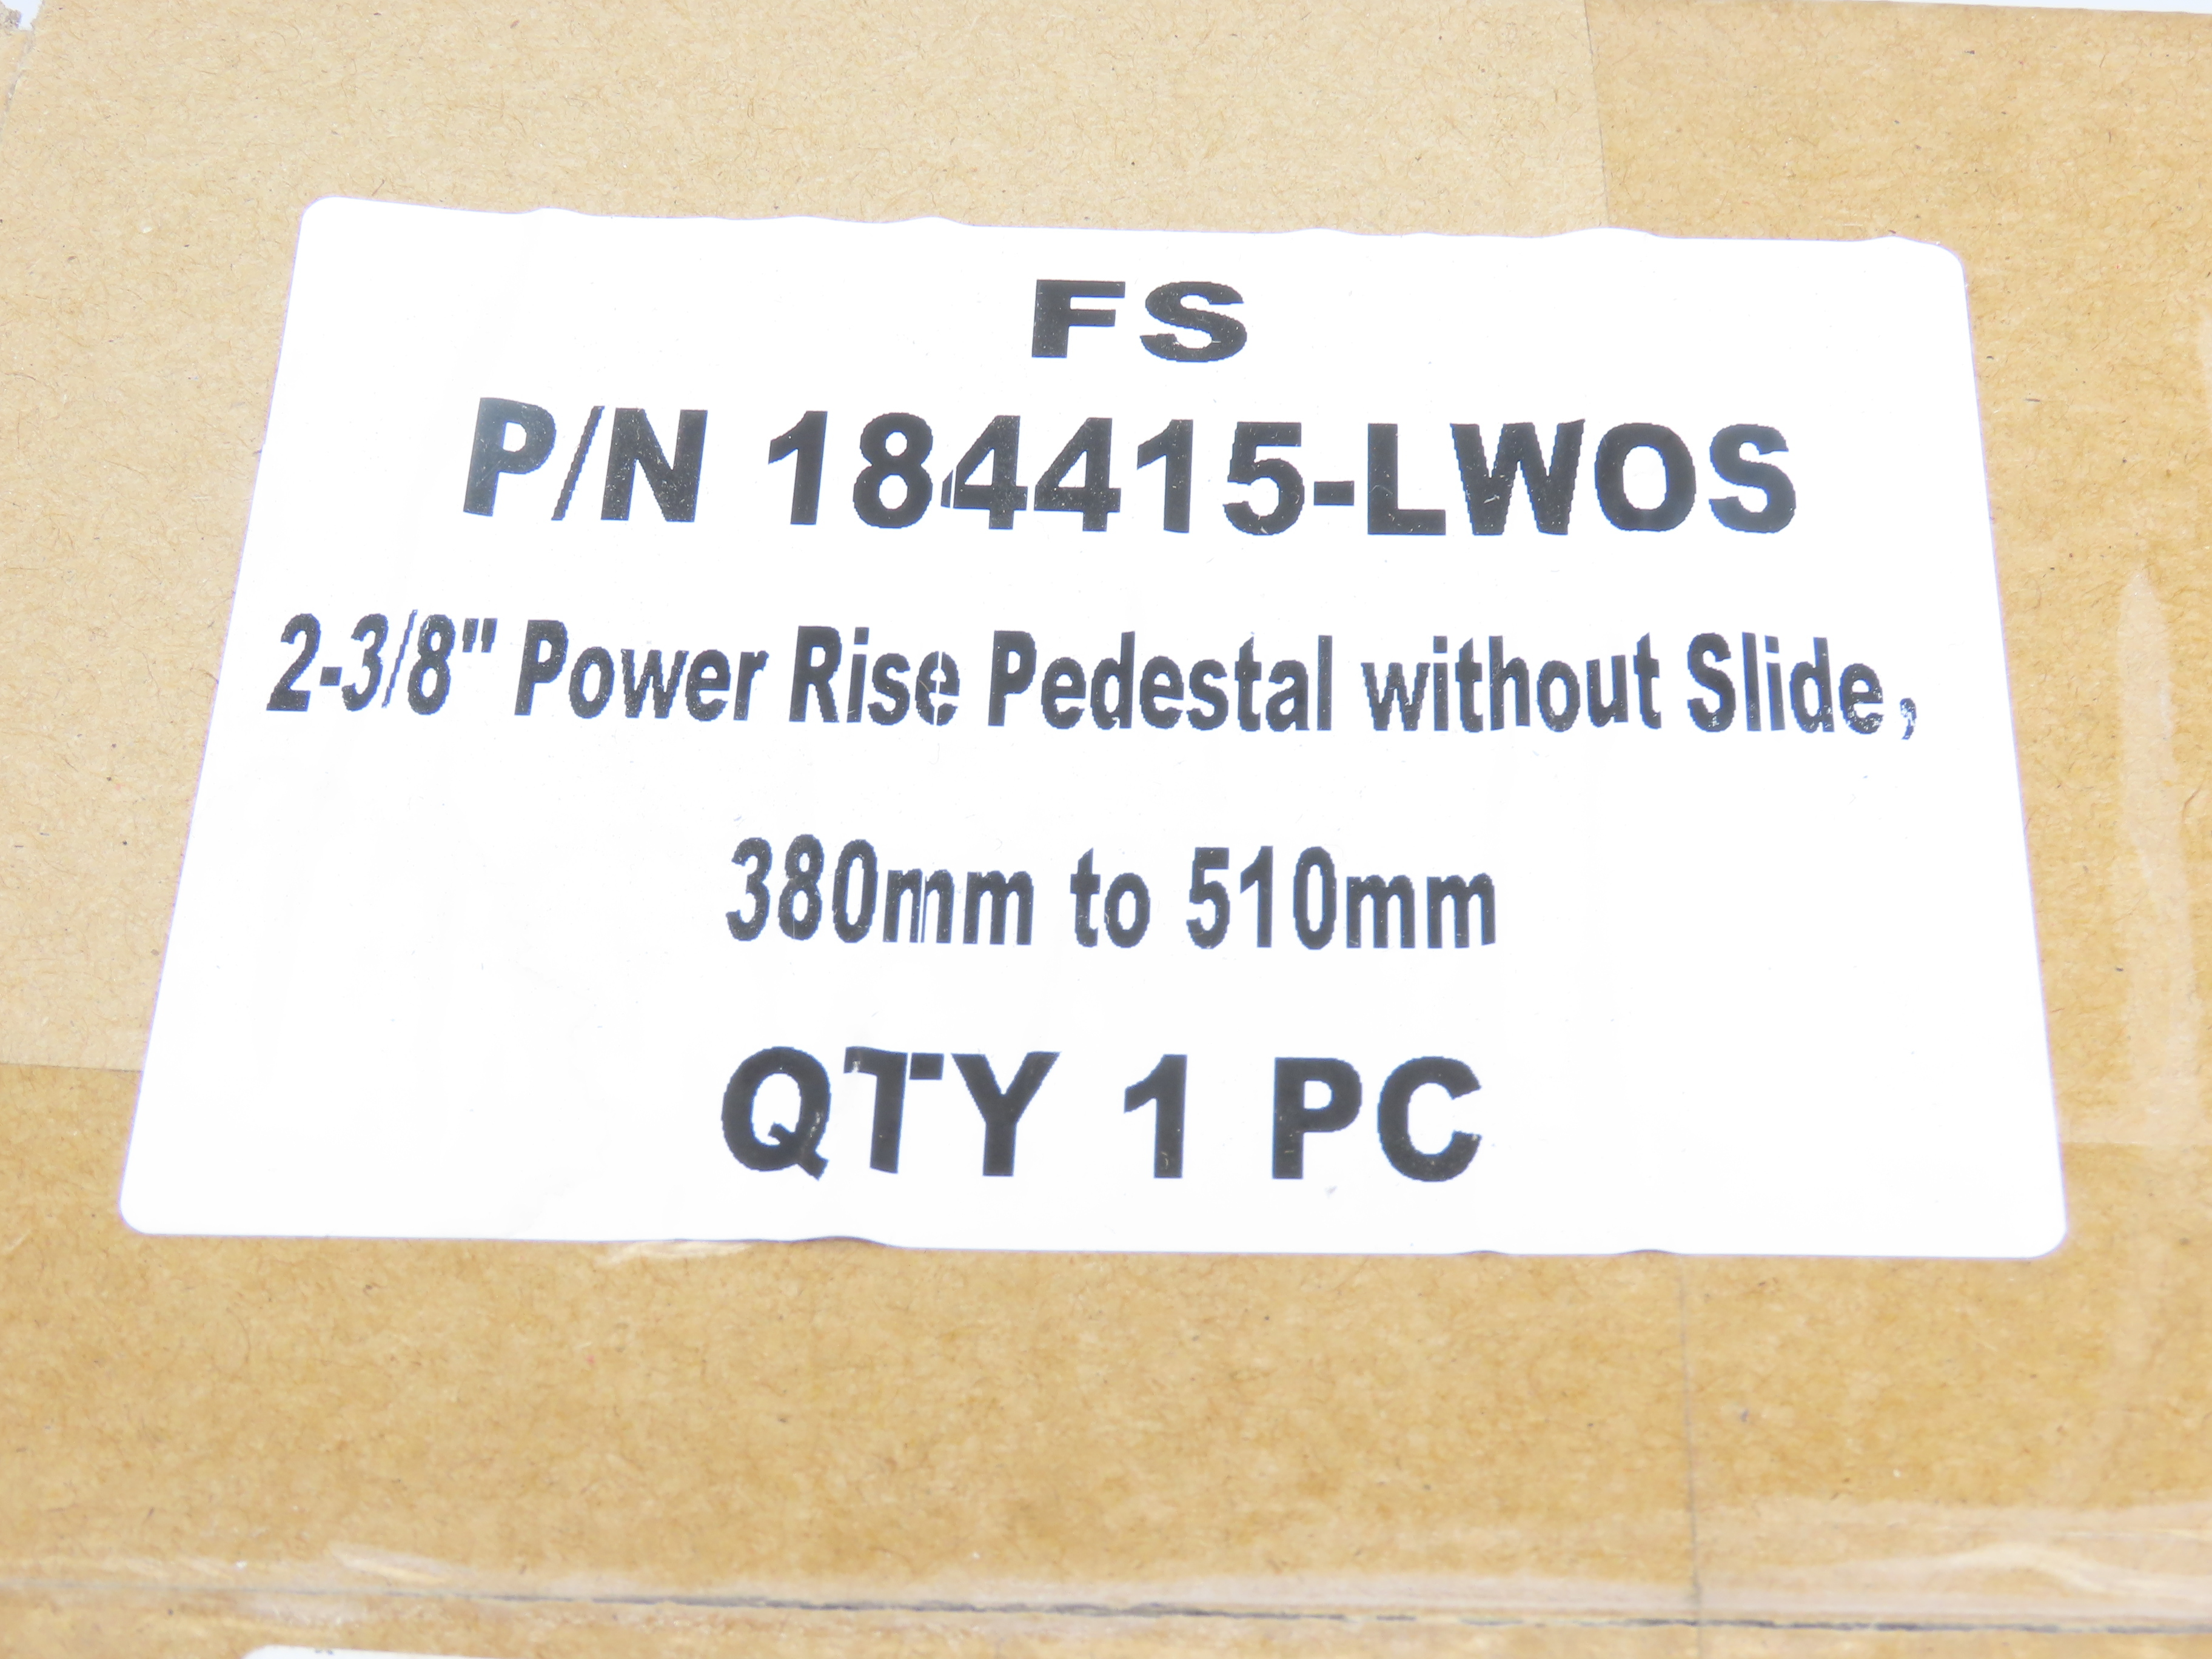 FS
P/N 184415-LWOS
2-3/8" Power Rise Pedestal without Slide,
380mm to 510mm
QTY 1 PC